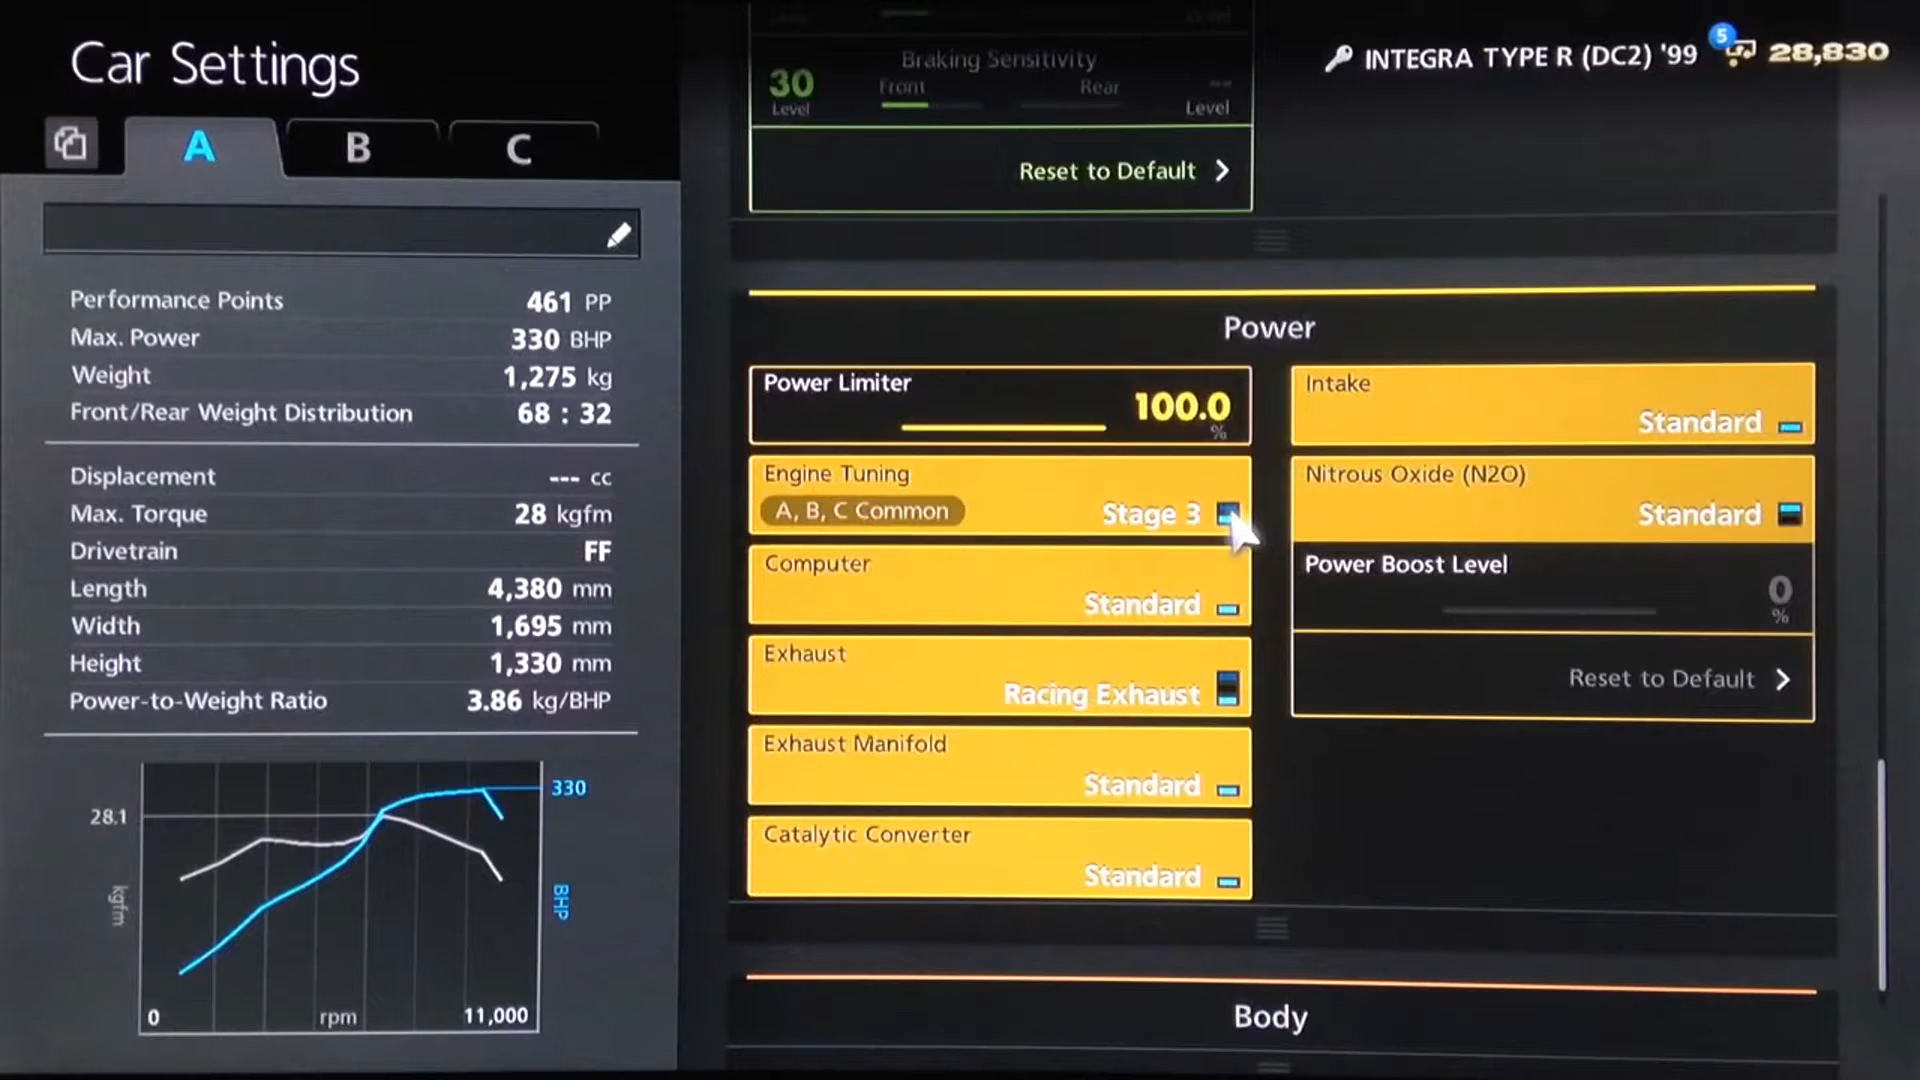 Car Settings
INTEGRA TYPE R (DC2) '99
5
28,830
A
B
C
Performance Points 461 PP
Max. Power 330 BHP
Weight 1,275 kg
Front/Rear Weight Distribution 68 : 32
Displacement --- cc
Max. Torque 28 kgfm
Drivetrain FF
Length 4,380 mm
Width 1,695 mm
Height 1,330 mm
Power-to-Weight Ratio 3.86 kg/BHP
330
28.1
kgfm
BHP
0 rpm 11,000
Level
Braking Sensitivity
30 Front Rear --
Level Level
Reset to Default
Power
Power Limiter
100.0
%
Engine Tuning
A, B, C Common Stage 3
Computer
Standard
Exhaust
Racing Exhaust
Exhaust Manifold
Standard
Catalytic Converter
Standard
Intake
Standard
Nitrous Oxide (N2O)
Standard
Power Boost Level
0
%
Reset to Default
Body